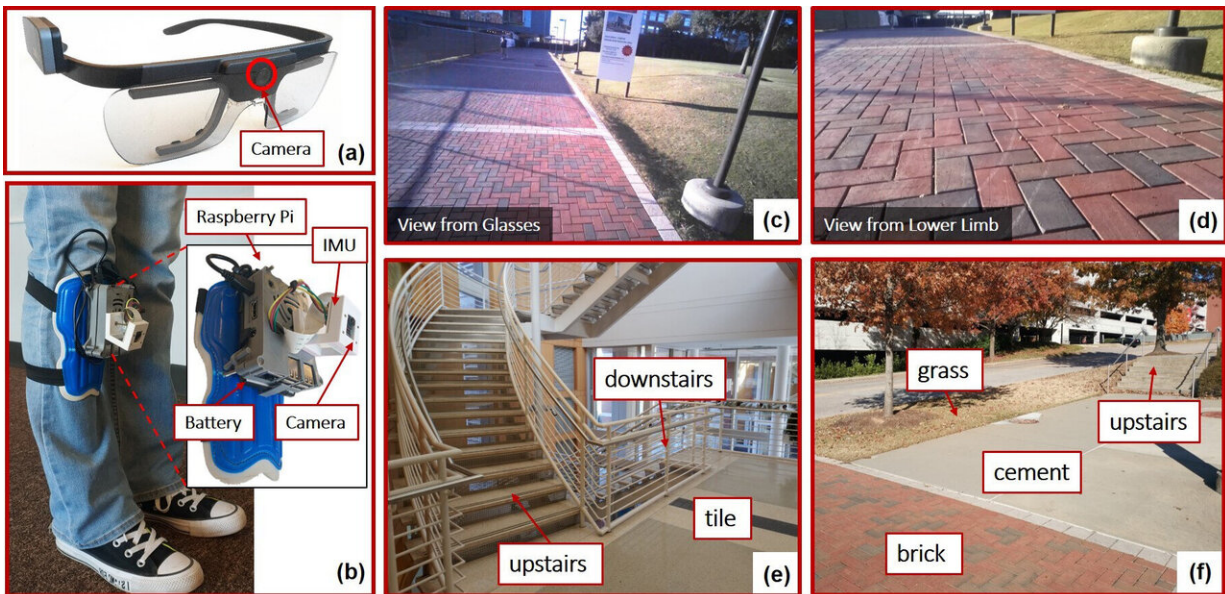 Camera
(a)
Raspberry Pi
IMU
Battery
Camera
(b)
View from Glasses
(c)
View from Lower Limb
(d)
downstairs
tile
upstairs
(e)
grass
upstairs
cement
brick
(f)